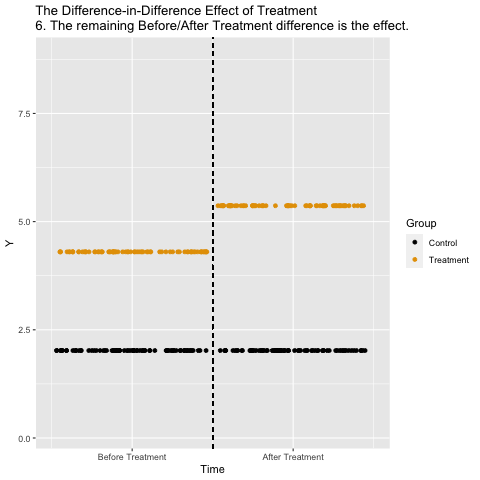 The Difference-in-Difference Effect of Treatment
6. The remaining Before/After Treatment difference is the effect.
7.5
5.0
2.5
0.0
Y
Before Treatment
After Treatment
Time
Group
Control
Treatment